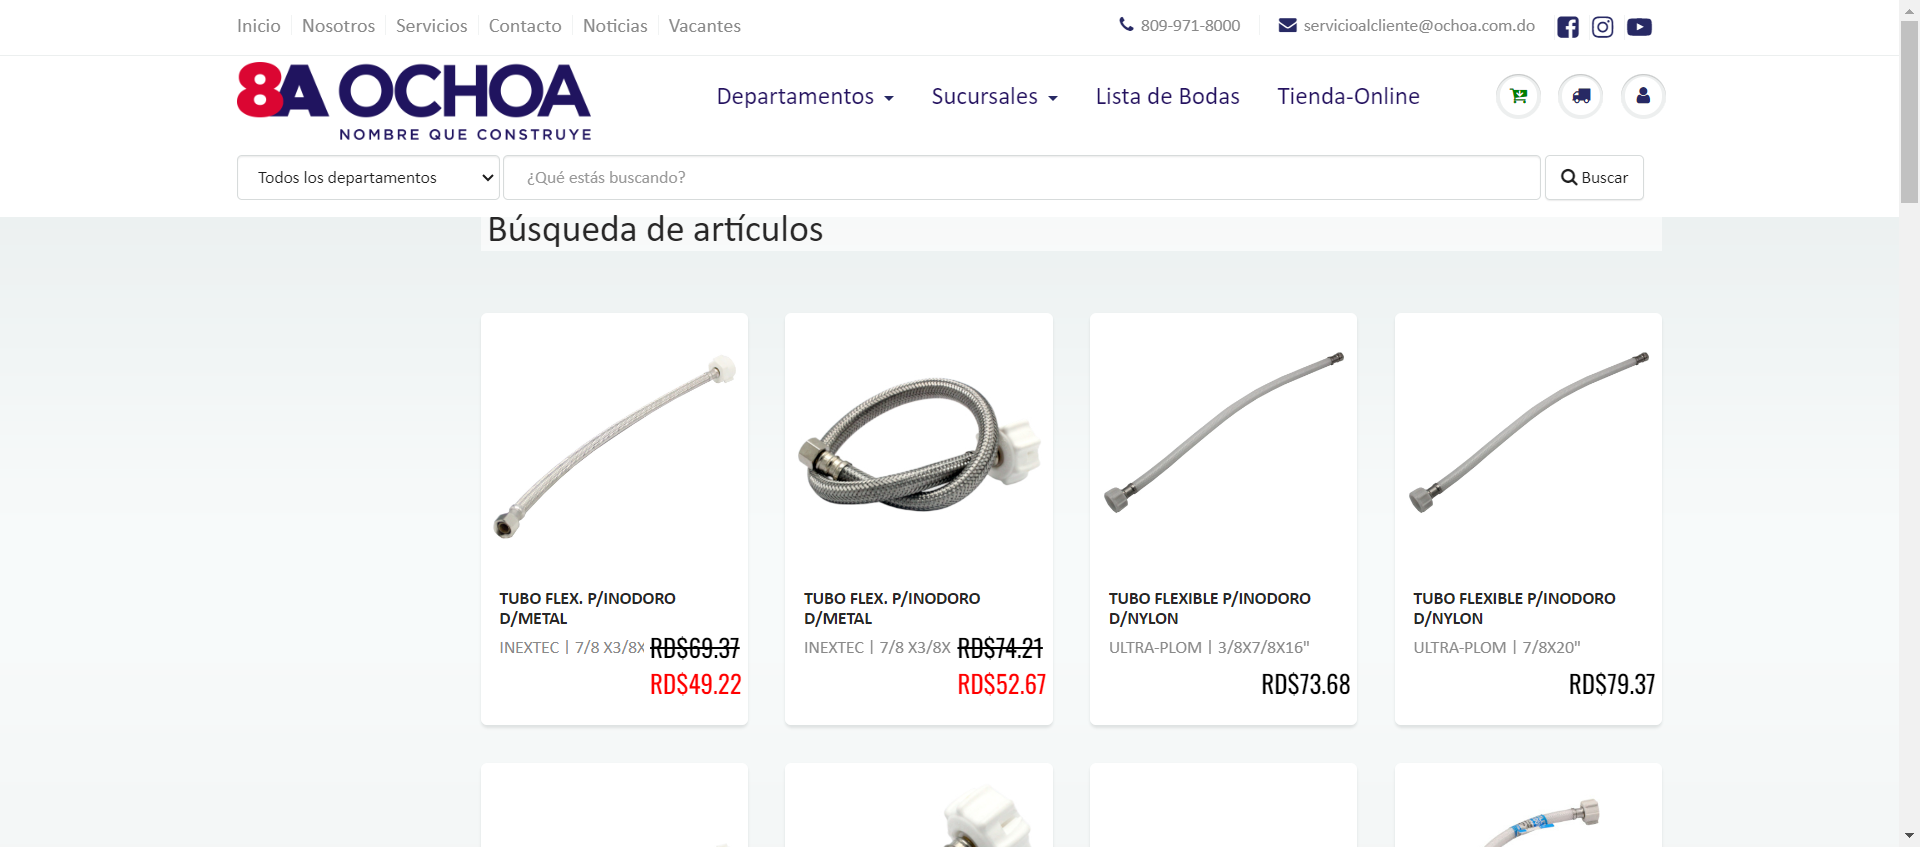 Inicio Nosotros Servicios Contacto Noticias Vacantes 809-971-8000 servicioalcliente@ochoa.com.do
8A OCHOA
NOMBRE QUE CONSTRUYE
Departamentos Sucursales Lista de Bodas Tienda-Online
Todos los departamentos ¿Qué estás buscando? Buscar
Búsqueda de artículos
TUBO FLEX. P/INODORO
D/METAL
INEXTEC | 7/8 X3/8X RD$69.37
RD$49.22
TUBO FLEX. P/INODORO
D/METAL
INEXTEC | 7/8 X3/8X RD$74.21
RD$52.67
TUBO FLEXIBLE P/INODORO
D/NYLON
ULTRA-PLOM | 3/8X7/8X16"
RD$73.68
TUBO FLEXIBLE P/INODORO
D/NYLON
ULTRA-PLOM | 7/8X20"
RD$79.37